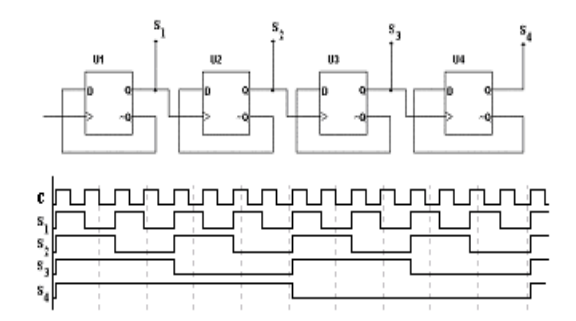 S1 S2 S3 S4
U1 U2 U3 U4
D Q D Q D Q D Q
~Q ~Q ~Q ~Q
C
S1
S2
S3
S4